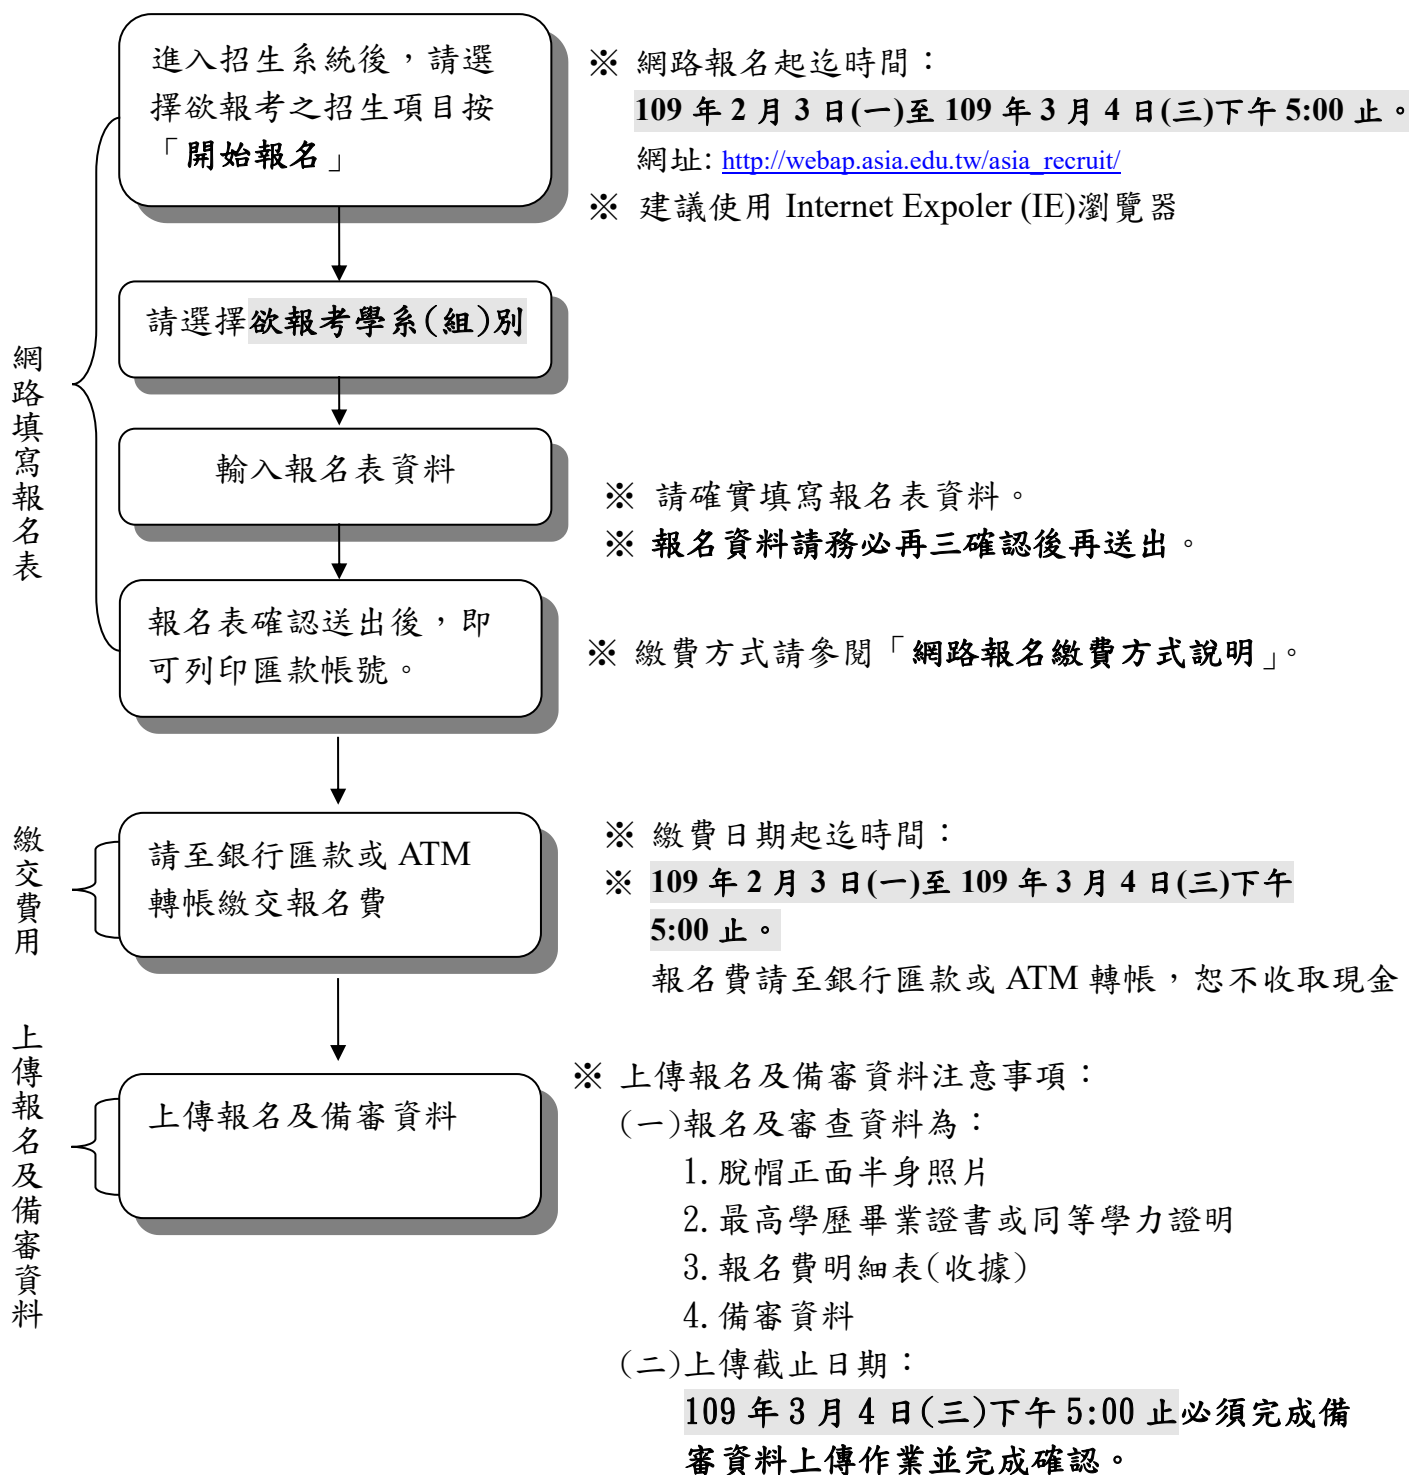 網路填寫報名表
進入招生系統後，請選
擇欲報考之招生項目按
「開始報名」
※ 網路報名起迄時間：
109 年 2 月 3 日(一)至 109 年 3 月 4 日(三)下午 5:00 止。
網址: http://webap.asia.edu.tw/asia_recruit/
※ 建議使用 Internet Expoler (IE)瀏覽器
請選擇欲報考學系(組)別
輸入報名表資料
※ 請確實填寫報名表資料。
※ 報名資料請務必再三確認後再送出。
報名表確認送出後，即
可列印匯款帳號。
※ 繳費方式請參閱「網路報名繳費方式說明」。
繳交費用
請至銀行匯款或 ATM
轉帳繳交報名費
※ 繳費日期起迄時間：
※ 109 年 2 月 3 日(一)至 109 年 3 月 4 日(三)下午
5:00 止。
報名費請至銀行匯款或 ATM 轉帳，恕不收取現金
上傳報名及備審資料
上傳報名及備審資料
※ 上傳報名及備審資料注意事項：
(一)報名及審查資料為：
1.脫帽正面半身照片
2.最高學歷畢業證書或同等學力證明
3.報名費明細表(收據)
4.備審資料
(二)上傳截止日期：
109 年 3 月 4 日(三)下午 5:00 止必須完成備
審資料上傳作業並完成確認。